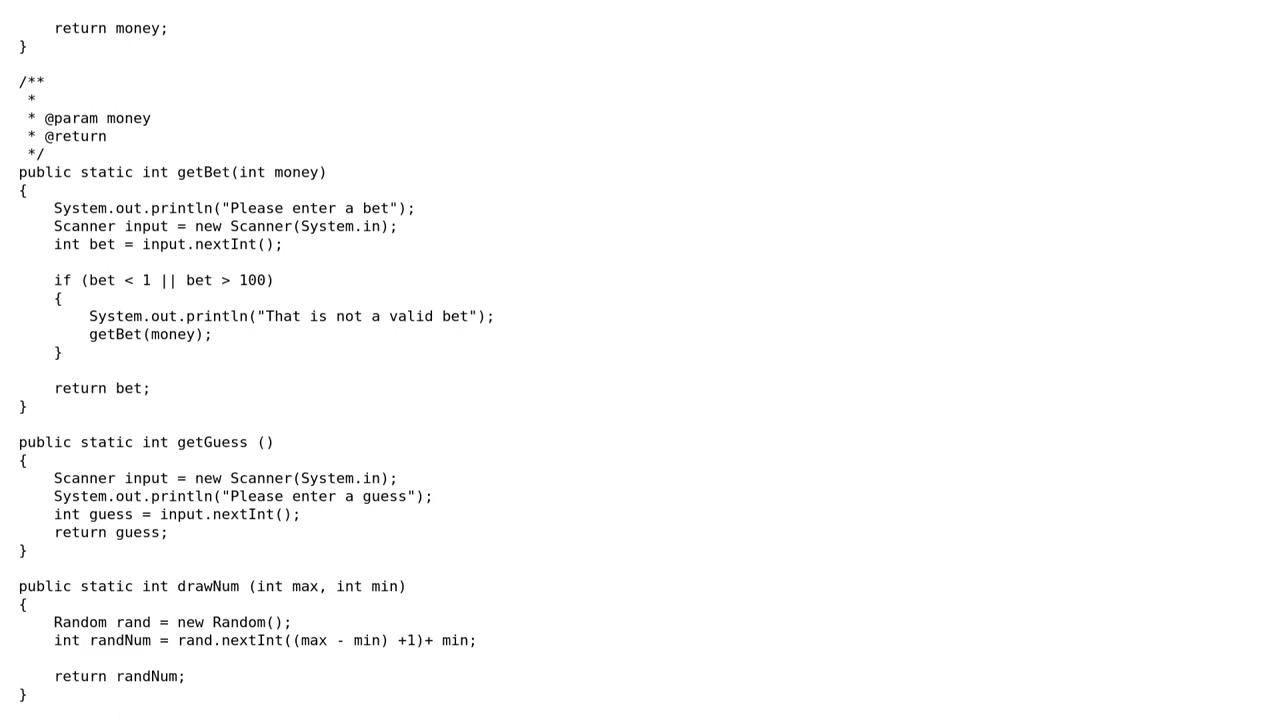 return money;
}

/**
 *
 * @param money
 * @return
 */
public static int getBet(int money)
{
    System.out.println("Please enter a bet");
    Scanner input = new Scanner(System.in);
    int bet = input.nextInt();

    if (bet < 1 || bet > 100)
    {
        System.out.println("That is not a valid bet");
        getBet(money);
    }

    return bet;
}

public static int getGuess ()
{
    Scanner input = new Scanner(System.in);
    System.out.println("Please enter a guess");
    int guess = input.nextInt();
    return guess;
}

public static int drawNum (int max, int min)
{
    Random rand = new Random();
    int randNum = rand.nextInt((max - min) +1)+ min;

    return randNum;
}